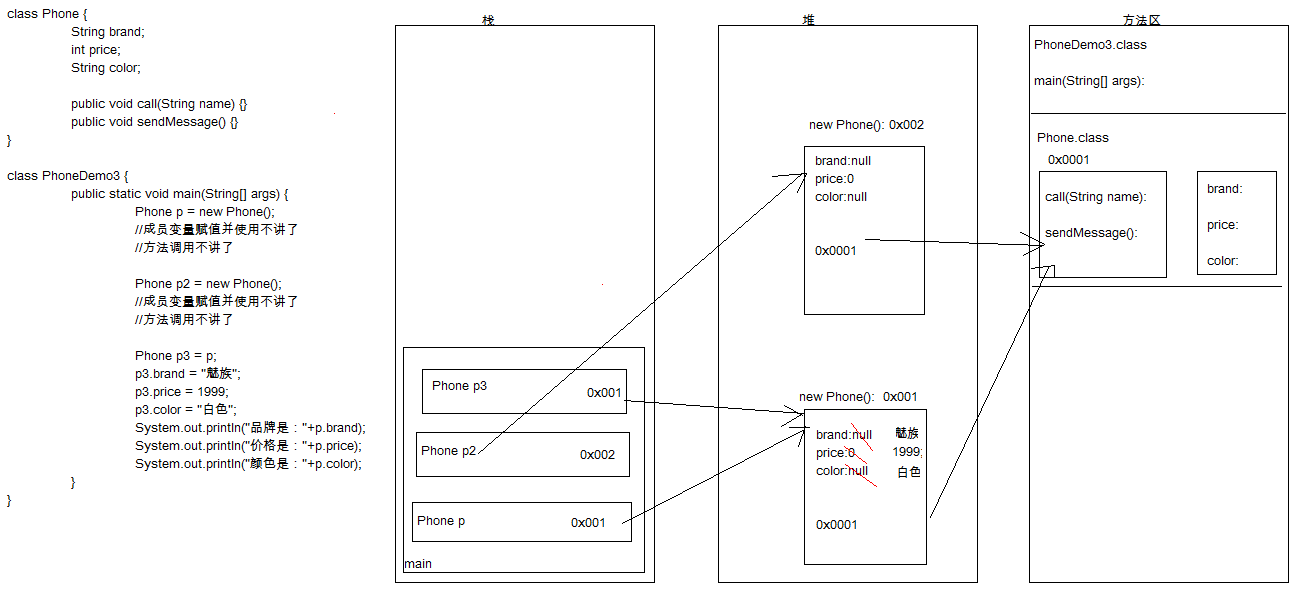 class Phone {
String brand;
int price;
String color;
public void call(String name) {}
public void sendMessage() {}
}
class PhoneDemo3 {
public static void main(String[] args) {
Phone p = new Phone();
//成员变量赋值并使用不讲了
//方法调用不讲了
Phone p2 = new Phone();
//成员变量赋值并使用不讲了
//方法调用不讲了
Phone p3 = p;
p3.brand = "魅族";
p3.price = 1999;
p3.color = "白色";
System.out.println("品牌是："+p.brand);
System.out.println("价格是："+p.price);
System.out.println("颜色是："+p.color);
}
}
栈
Phone p3 0x001
Phone p2 0x002
Phone p 0x001
main
堆
new Phone(): 0x002
brand:null
price:0
color:null
0x0001
new Phone(): 0x001
brand:null 魅族
price:0 1999;
color:null 白色
0x0001
方法区
PhoneDemo3.class
main(String[] args):
Phone.class
0x0001
call(String name):
sendMessage():
brand:
price:
color: